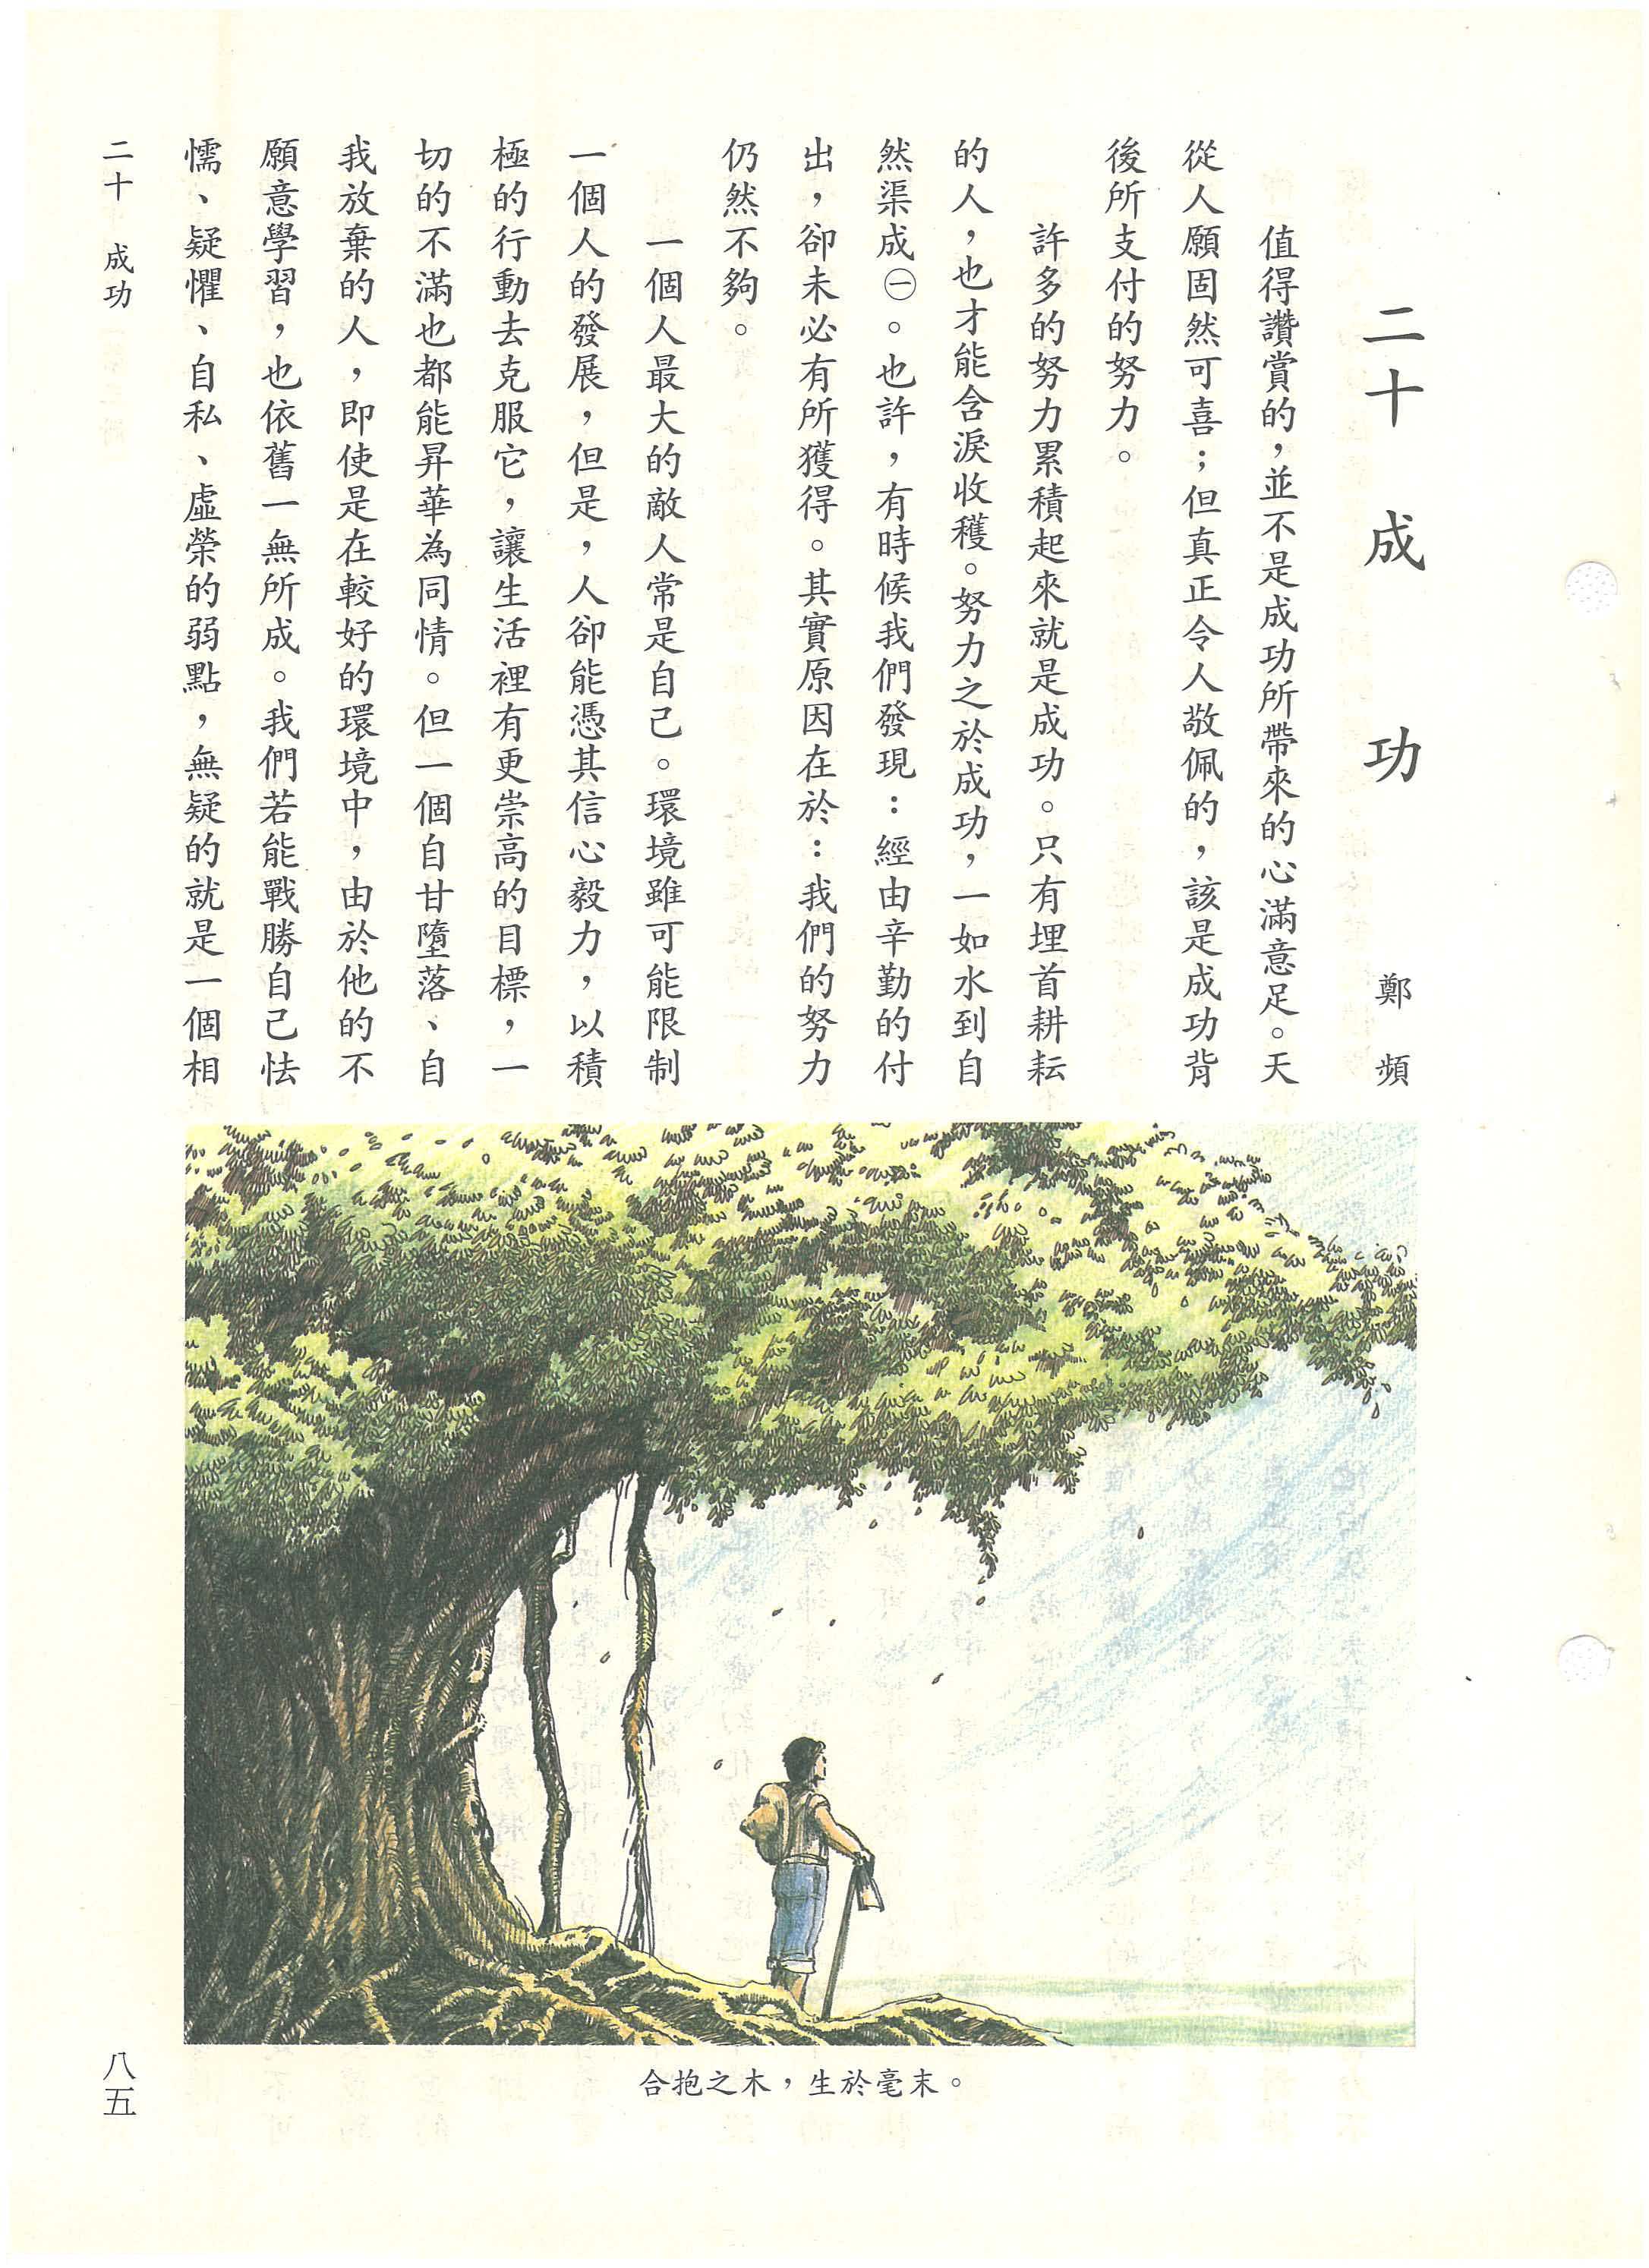 二十　成功
鄭　頻
　　值得讚賞的，並不是成功所帶來的心滿意足。天
從人願固然可喜；但真正令人敬佩的，該是成功背
後所支付的努力。
　　許多的努力累積起來就是成功。只有埋首耕耘
的人，也才能含淚收穫。努力之於成功，一如水到自
然渠成㊀。也許，有時候我們發現：經由辛勤的付
出，卻未必有所獲得。其實原因在於：我們的努力
仍然不夠。
　　一個人最大的敵人常是自己。環境雖可能限制
一個人的發展，但是，人卻能憑其信心毅力，以積
極的行動去克服它，讓生活裡有更崇高的目標，一
切的不滿也都能昇華為同情。但一個自甘墮落、自
我放棄的人，即使是在較好的環境中，由於他的不
願意學習，也依舊一無所成。我們若能戰勝自己怯
懦、疑懼、自私、虛榮的弱點，無疑的就是一個相
合抱之木，生於毫末。
二十　成功
八五